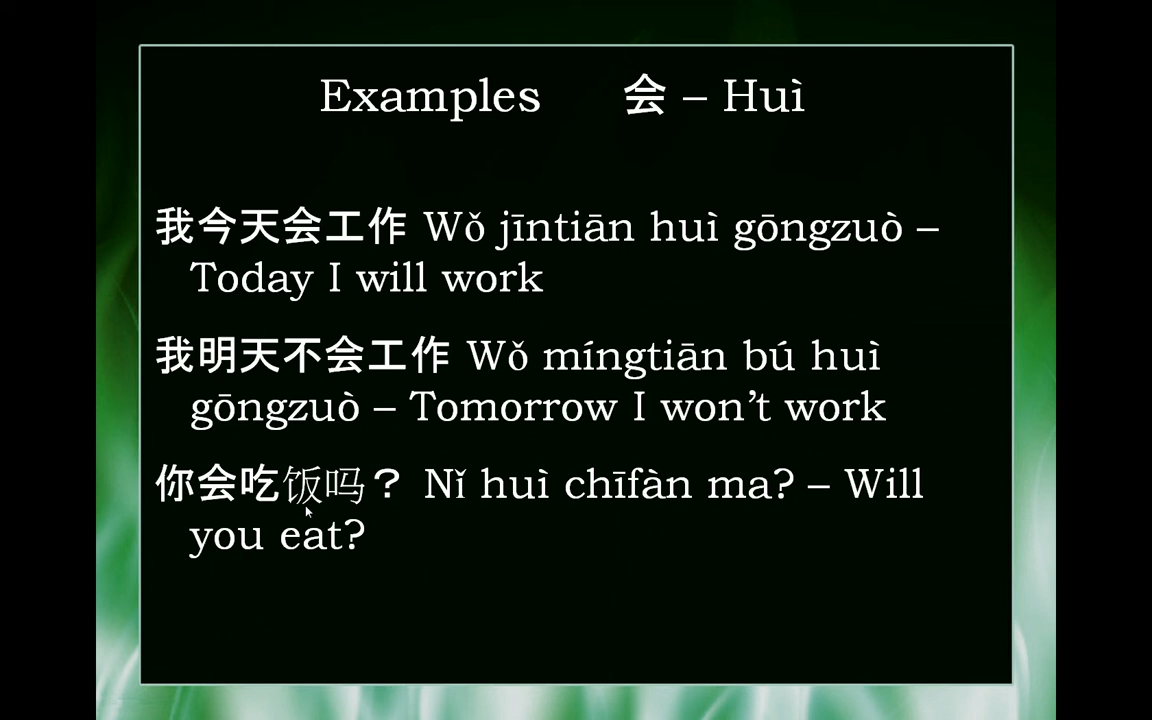 Examples 会 – Huì
我今天会工作 Wǒ jīntiān huì gōngzuò –
Today I will work
我明天不会工作 Wǒ míngtiān bú huì
gōngzuò – Tomorrow I won’t work
你会吃饭吗？ Nǐ huì chīfàn ma? – Will
you eat?